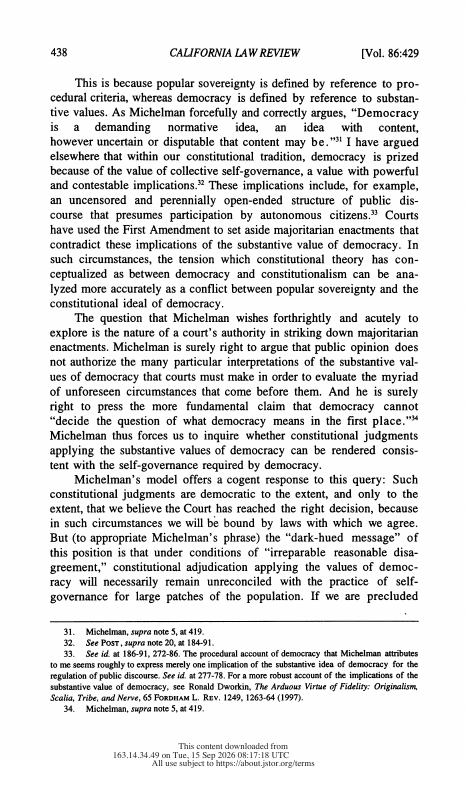 438 CALIFORNIA LAW REVIEW [Vol. 86:429
This is because popular sovereignty is defined by reference to pro-
cedural criteria, whereas democracy is defined by reference to substan-
tive values. As Michelman forcefully and correctly argues, “Democracy
is a demanding normative idea, an idea with content,
however uncertain or disputable that content may be.”31 I have argued
elsewhere that within our constitutional tradition, democracy is prized
because of the value of collective self-governance, a value with powerful
and contestable implications.32 These implications include, for example,
an uncensored and perennially open-ended structure of public dis-
course that presumes participation by autonomous citizens.33 Courts
have used the First Amendment to set aside majoritarian enactments that
contradict these implications of the substantive value of democracy. In
such circumstances, the tension which constitutional theory has con-
ceptualized as between democracy and constitutionalism can be ana-
lyzed more accurately as a conflict between popular sovereignty and the
constitutional ideal of democracy.
The question that Michelman wishes forthrightly and acutely to
explore is the nature of a court's authority in striking down majoritarian
enactments. Michelman is surely right to argue that public opinion does
not authorize the many particular interpretations of the substantive val-
ues of democracy that courts must make in order to evaluate the myriad
of unforeseen circumstances that come before them. And he is surely
right to press the more fundamental claim that democracy cannot
“decide the question of what democracy means in the first place.”34
Michelman thus forces us to inquire whether constitutional judgments
applying the substantive values of democracy can be rendered consis-
tent with the self-governance required by democracy.
Michelman's model offers a cogent response to this query: Such
constitutional judgments are democratic to the extent, and only to the
extent, that we believe the Court has reached the right decision, because
in such circumstances we will be bound by laws with which we agree.
But (to appropriate Michelman's phrase) the “dark-hued message” of
this position is that under conditions of “irreparable reasonable disa-
greement,” constitutional adjudication applying the values of democ-
racy will necessarily remain unreconciled with the practice of self-
governance for large patches of the population. If we are precluded
31. Michelman, supra note 5, at 419.
32. See POST, supra note 20, at 184-91.
33. See id. at 186-91, 272-86. The procedural account of democracy that Michelman attributes
to me seems roughly to express merely one implication of the substantive idea of democracy for the
regulation of public discourse. See id. at 277-78. For a more robust account of the implications of the
substantive value of democracy, see Ronald Dworkin, The Arduous Virtue of Fidelity: Originalism,
Scalia, Tribe, and Nerve, 65 FORDHAM L. REV. 1249, 1263-64 (1997).
34. Michelman, supra note 5, at 419.
This content downloaded from
163.14.34.49 on Tue, 15 Sep 2026 08:17:18 UTC
All use subject to https://about.jstor.org/terms